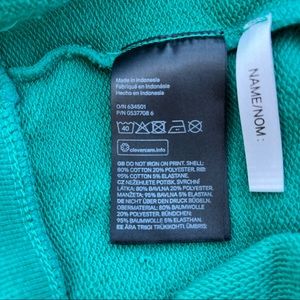 Made in Indonesia
Fabriqué en Indonésie
Hecho en Indonesia
O/N 634501
P/N 0537708 6
40
clevercare.info
GB DO NOT IRON ON PRINT. SHELL:
80% COTTON 20% POLYESTER, RIB:
95% COTTON 5% ELASTANE.
CZ NEŽEHLETE POTISK. SVRCHNÍ
LÁTKA: 80% BAVLNA 20% POLYESTER,
MANŽETA: 95% BAVLNA 5% ELASTAN.
DE NICHT ÜBER DEN DRUCK BÜGELN.
OBERMATERIAL: 80% BAUMWOLLE
20% POLYESTER, BÜNDCHEN:
95% BAUMWOLLE 5% ELASTHAN.
EE ÄRA TRIIGI TRÜKIMUSTRIT, ÜMBRIS:
NAME/NOM: